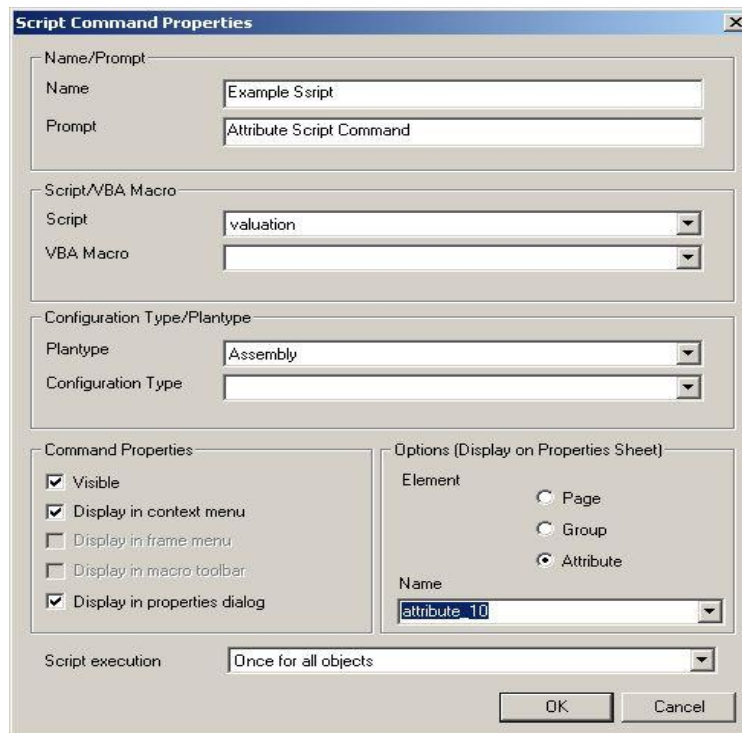 Script Command Properties
Name/Prompt
Name Example Ssript
Prompt Attribute Script Command
Script/VBA Macro
Script valuation
VBA Macro
Configuration Type/Plantype
Plantype Assembly
Configuration Type
Command Properties
Visible
Display in context menu
Display in frame menu
Display in macro toolbar
Display in properties dialog
Options (Display on Properties Sheet)
Element
Page
Group
Attribute
Name
attribute_10
Script execution Once for all objects
OK Cancel